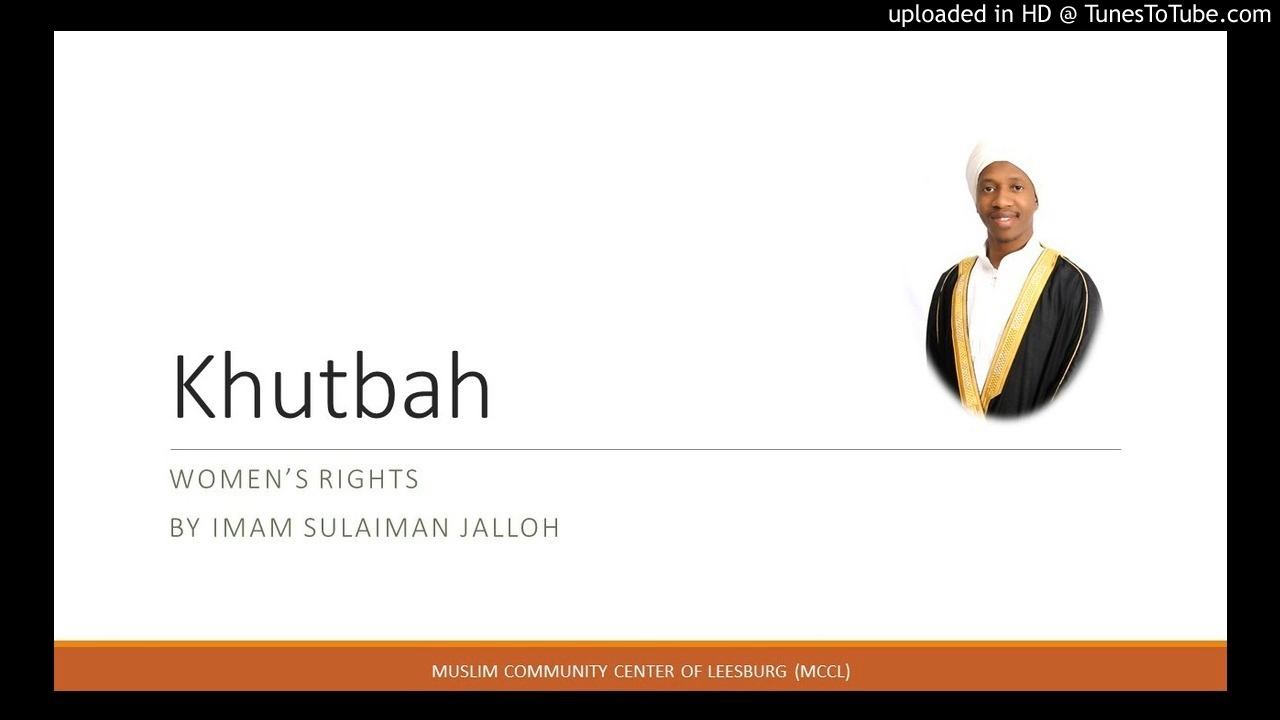 uploaded in HD @ TunesToTube.com
Khutbah
WOMEN’S RIGHTS
BY IMAM SULAIMAN JALLOH
MUSLIM COMMUNITY CENTER OF LEESBURG (MCCL)